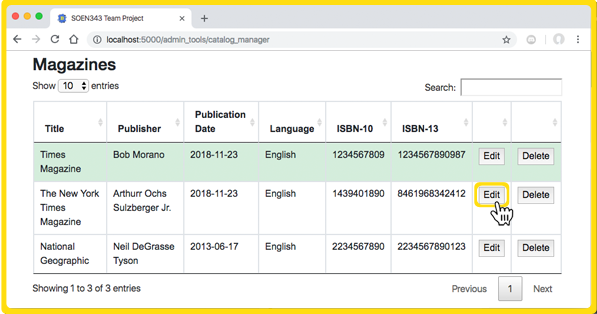 SOEN343 Team Project
localhost:5000/admin_tools/catalog_manager
Magazines
Show 10 entries
Search:
Title Publisher Publication Date Language ISBN-10 ISBN-13
Times Magazine Bob Morano 2018-11-23 English 1234567809 1234567890987 Edit Delete
The New York Times Magazine Arthurr Ochs Sulzberger Jr. 2018-11-23 English 1439401890 8461968342412 Edit Delete
National Geographic Neil DeGrasse Tyson 2013-06-17 English 2234567890 2234567890123 Edit Delete
Showing 1 to 3 of 3 entries
Previous 1 Next